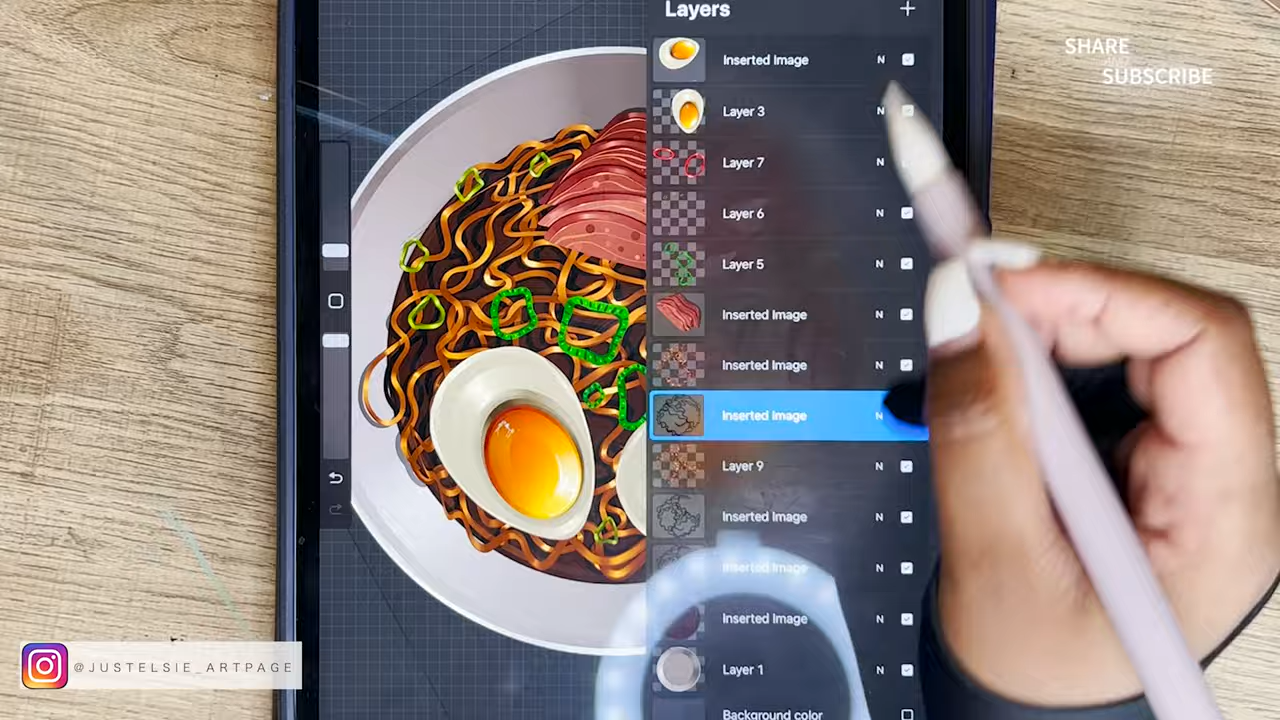 Layers
SHARE
AND
SUBSCRIBE
Inserted Image N
Layer 3 N
Layer 7 N
Layer 6 N
Layer 5 N
Inserted Image N
Inserted Image N
Inserted Image N
Layer 9 N
Inserted Image N
Inserted Image N
Inserted Image N
Layer 1 N
Background color
@JUSTELSIE_ARTPAGE